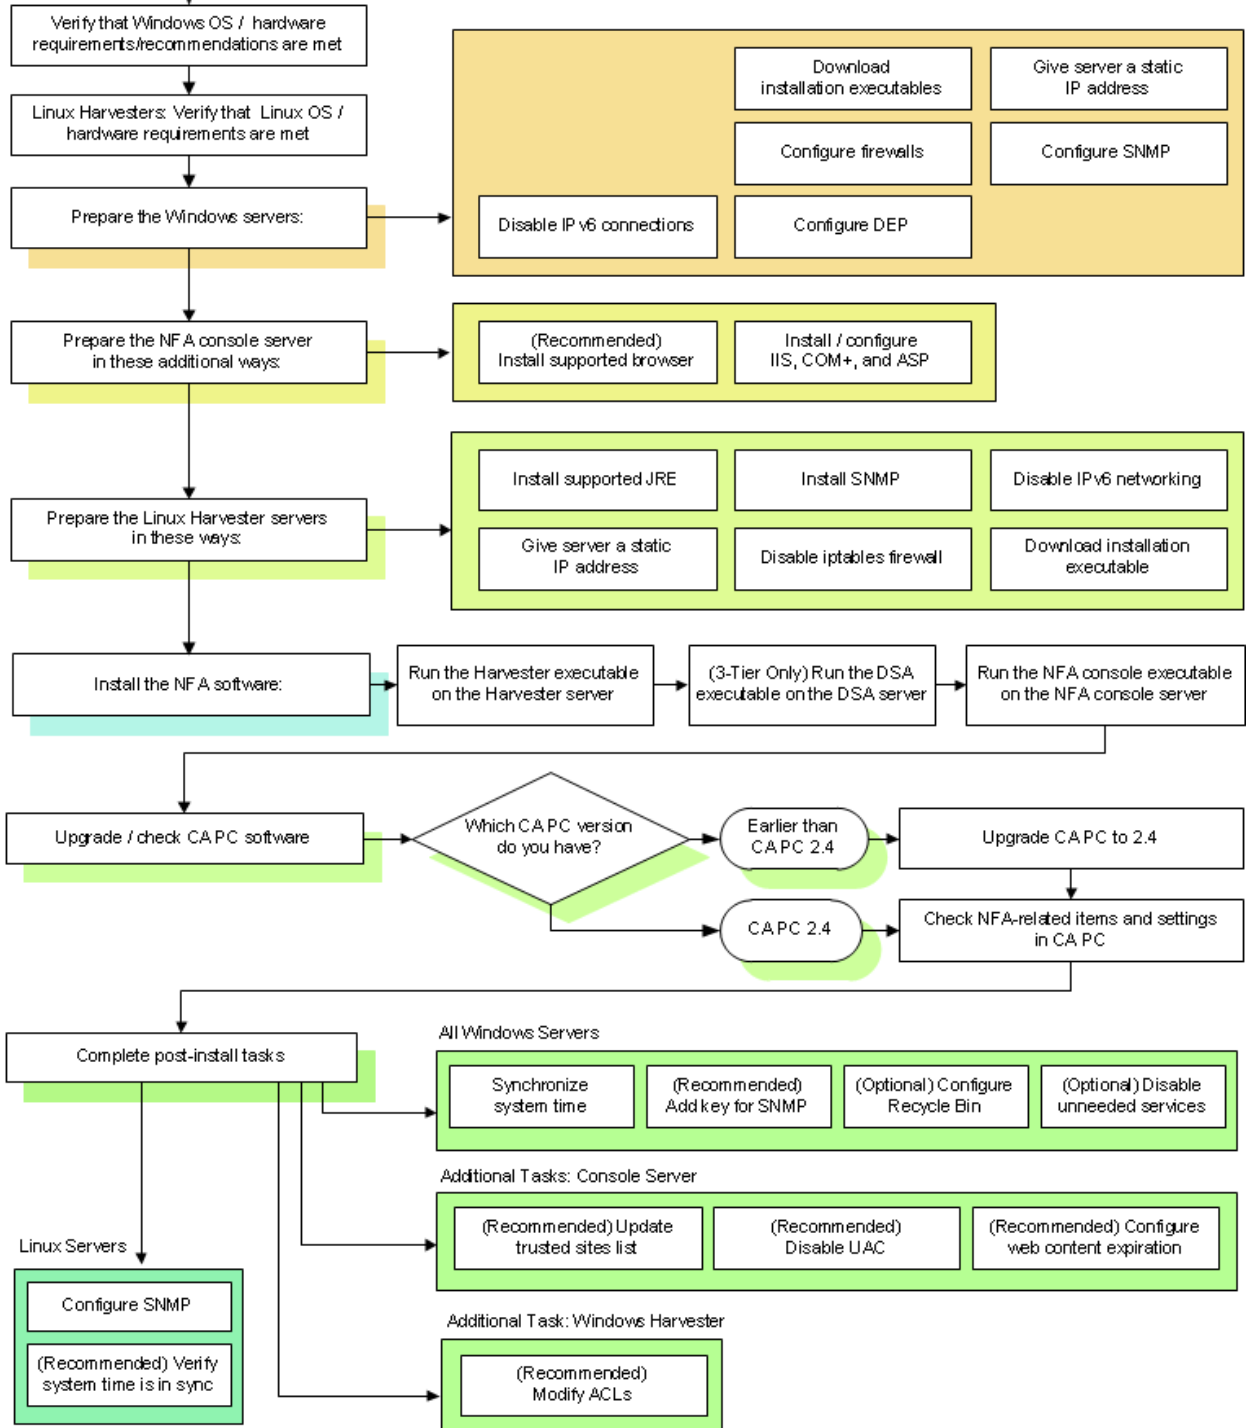 Verify that Windows OS / hardware
requirements/recommendations are met
Linux Harvesters: Verify that Linux OS /
hardware requirements are met
Prepare the Windows servers:
Download
installation executables
Give server a static
IP address
Configure firewalls
Configure SNMP
Disable IPv6 connections
Configure DEP
Prepare the NFA console server
in these additional ways:
(Recommended)
Install supported browser
Install / configure
IIS, COM+, and ASP
Prepare the Linux Harvester servers
in these ways:
Install supported JRE
Install SNMP
Disable IPv6 networking
Give server a static
IP address
Disable iptables firewall
Download installation
executable
Install the NFA software:
Run the Harvester executable
on the Harvester server
(3-Tier Only) Run the DSA
executable on the DSA server
Run the NFA console executable
on the NFA console server
Upgrade / check CA PC software
Which CA PC version
do you have?
Earlier than
CA PC 2.4
Upgrade CA PC to 2.4
CA PC 2.4
Check NFA-related items and settings
in CA PC
Complete post-install tasks
All Windows Servers
Synchronize
system time
(Recommended)
Add key for SNMP
(Optional) Configure
Recycle Bin
(Optional) Disable
unneeded services
Additional Tasks: Console Server
(Recommended) Update
trusted sites list
(Recommended)
Disable UAC
(Recommended) Configure
web content expiration
Linux Servers
Configure SNMP
(Recommended) Verify
system time is in sync
Additional Task: Windows Harvester
(Recommended)
Modify ACLs